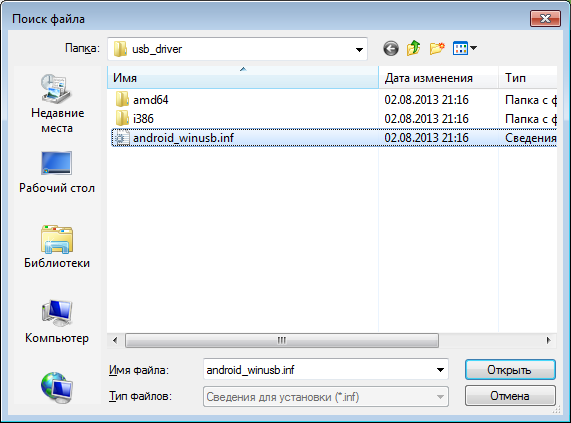 Поиск файла
Папка: usb_driver
Имя Дата изменения Тип
amd64 02.08.2013 21:16 Папка с ф
i386 02.08.2013 21:16 Папка с ф
android_winusb.inf 02.08.2013 21:16 Сведения
Недавние
места
Рабочий стол
Библиотеки
Компьютер
Имя файла: android_winusb.inf Открыть
Тип файлов: Сведения для установки (*.inf) Отмена